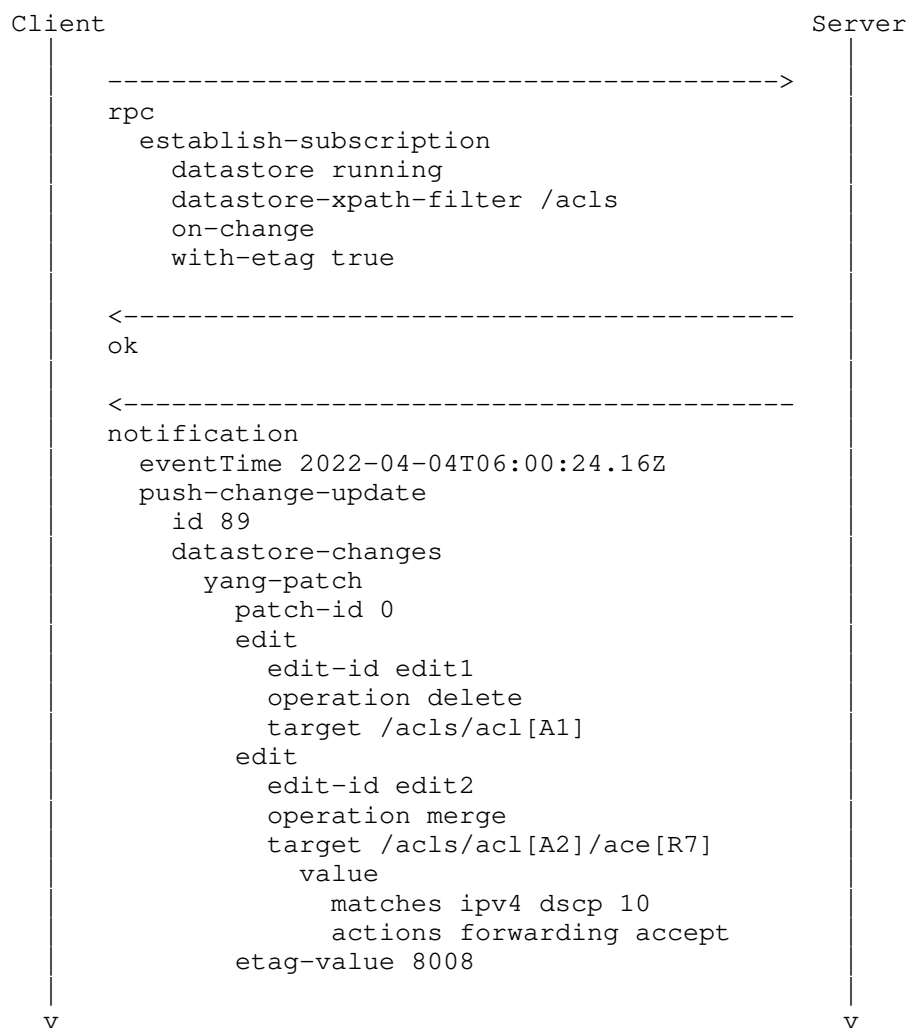 Client Server
----------------------------------------->
rpc
establish-subscription
datastore running
datastore-xpath-filter /acls
on-change
with-etag true
<-----------------------------------------
ok
<-----------------------------------------
notification
eventTime 2022-04-04T06:00:24.16Z
push-change-update
id 89
datastore-changes
yang-patch
patch-id 0
edit
edit-id edit1
operation delete
target /acls/acl[A1]
edit
edit-id edit2
operation merge
target /acls/acl[A2]/ace[R7]
value
matches ipv4 dscp 10
actions forwarding accept
etag-value 8008
v v